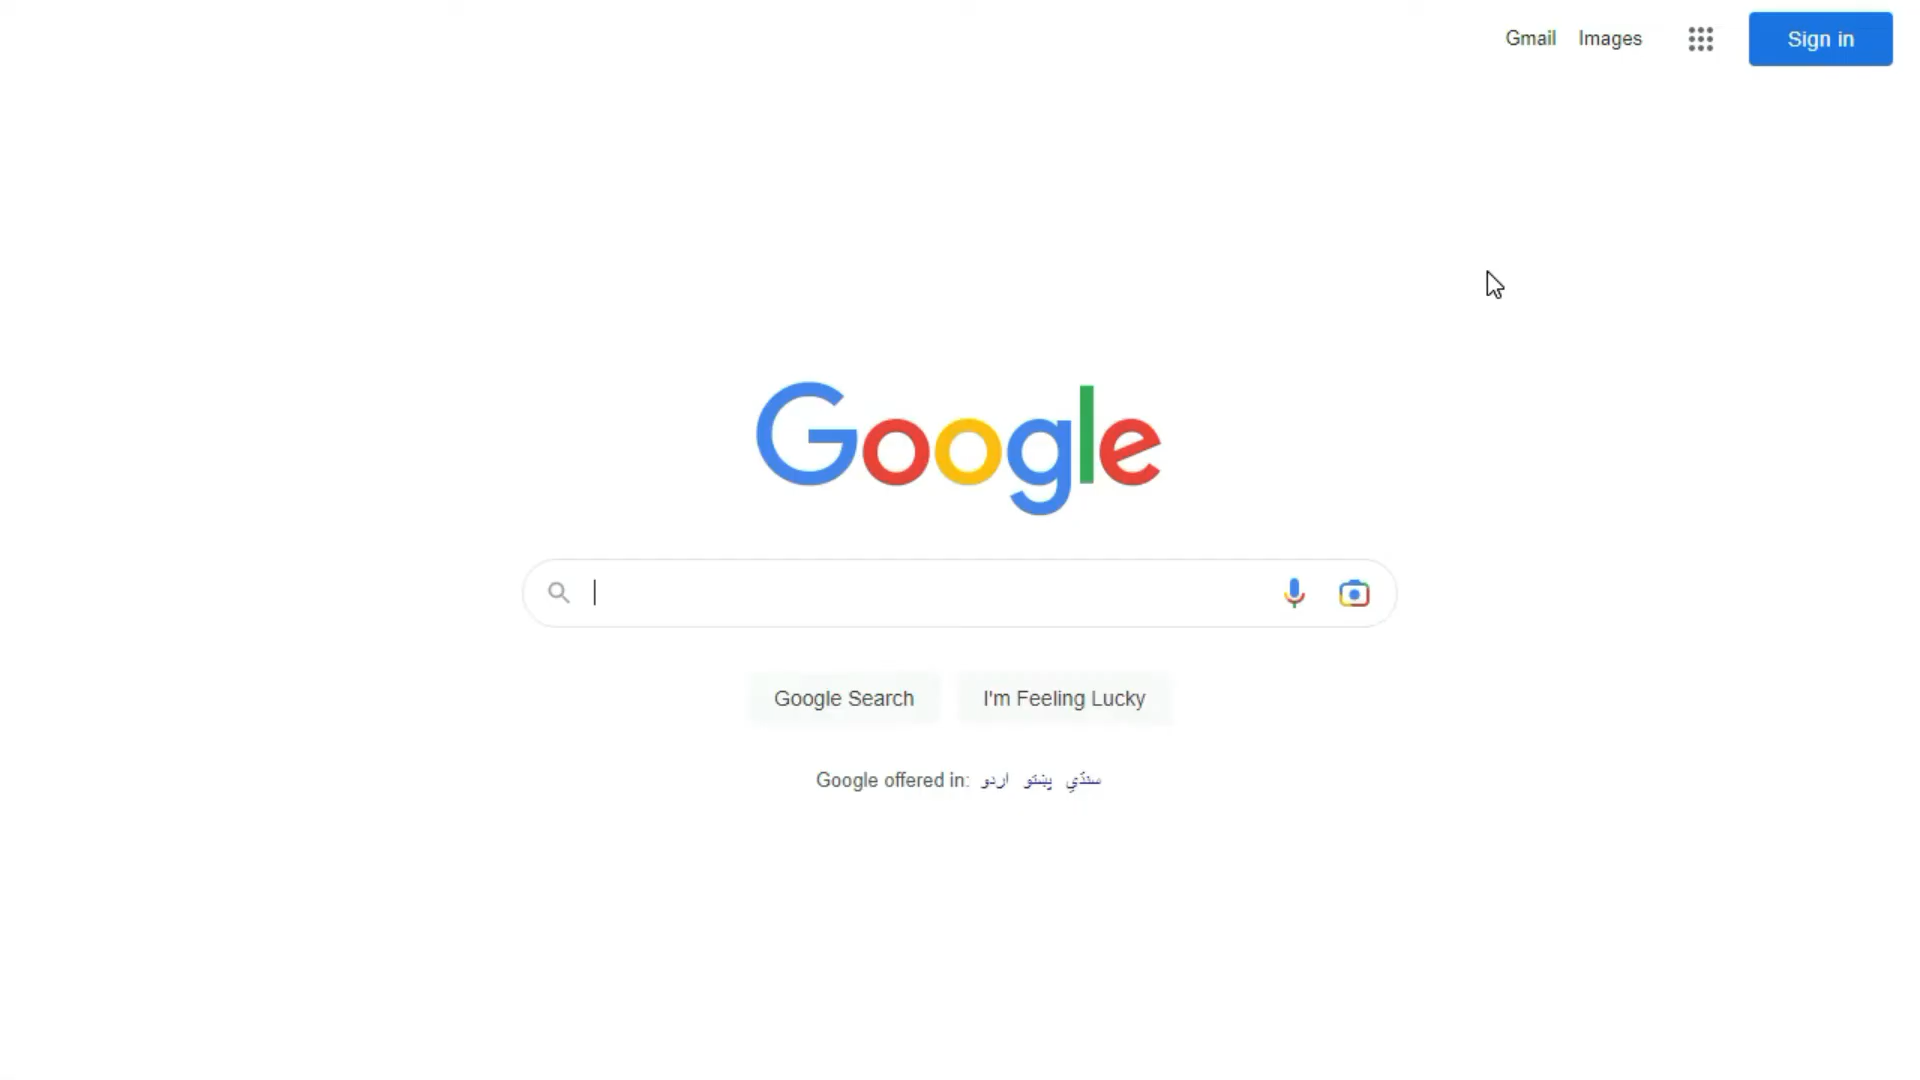 Gmail Images Sign in
Google
Google Search I'm Feeling Lucky
Google offered in: اردو پښتو سنڌي